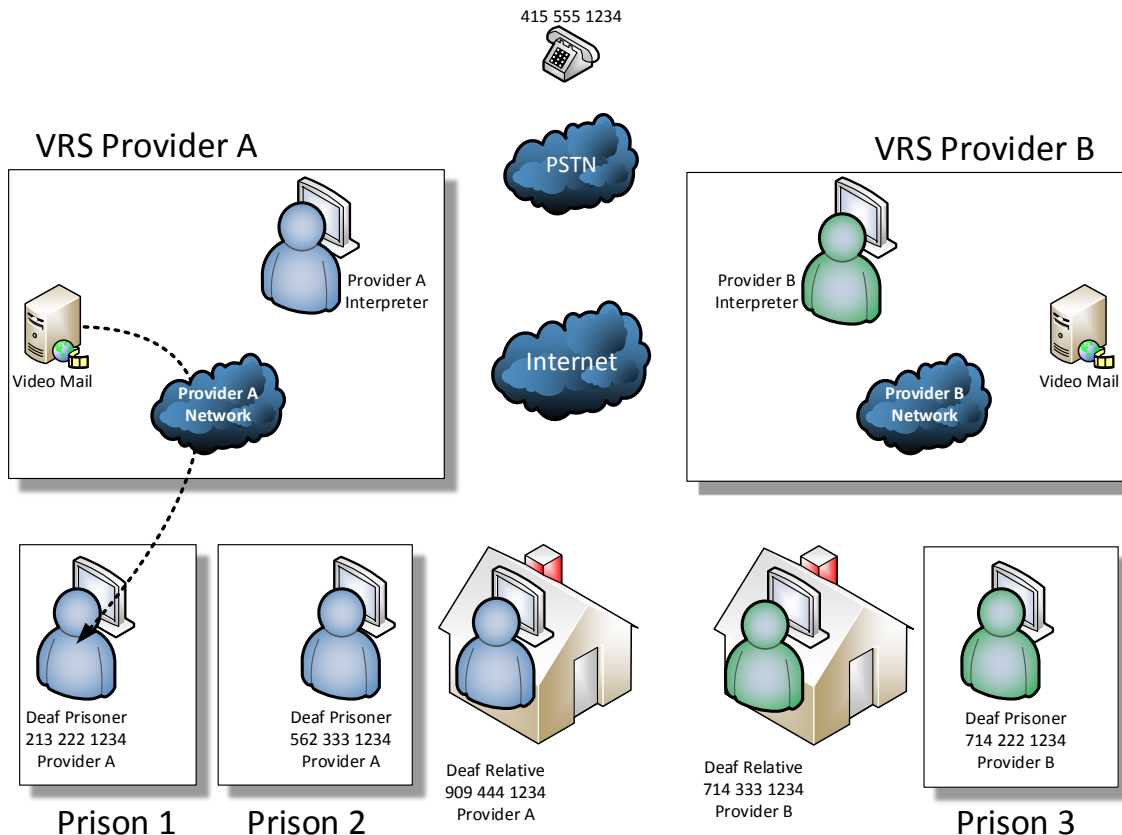 415 555 1234
PSTN
VRS Provider A
VRS Provider B
Provider A
Interpreter
Provider B
Interpreter
Internet
Video Mail
Video Mail
Provider A
Network
Provider B
Network
Deaf Prisoner
213 222 1234
Provider A
Deaf Prisoner
562 333 1234
Provider A
Deaf Relative
909 444 1234
Provider A
Deaf Relative
714 333 1234
Provider B
Deaf Prisoner
714 222 1234
Provider B
Prison 1
Prison 2
Prison 3